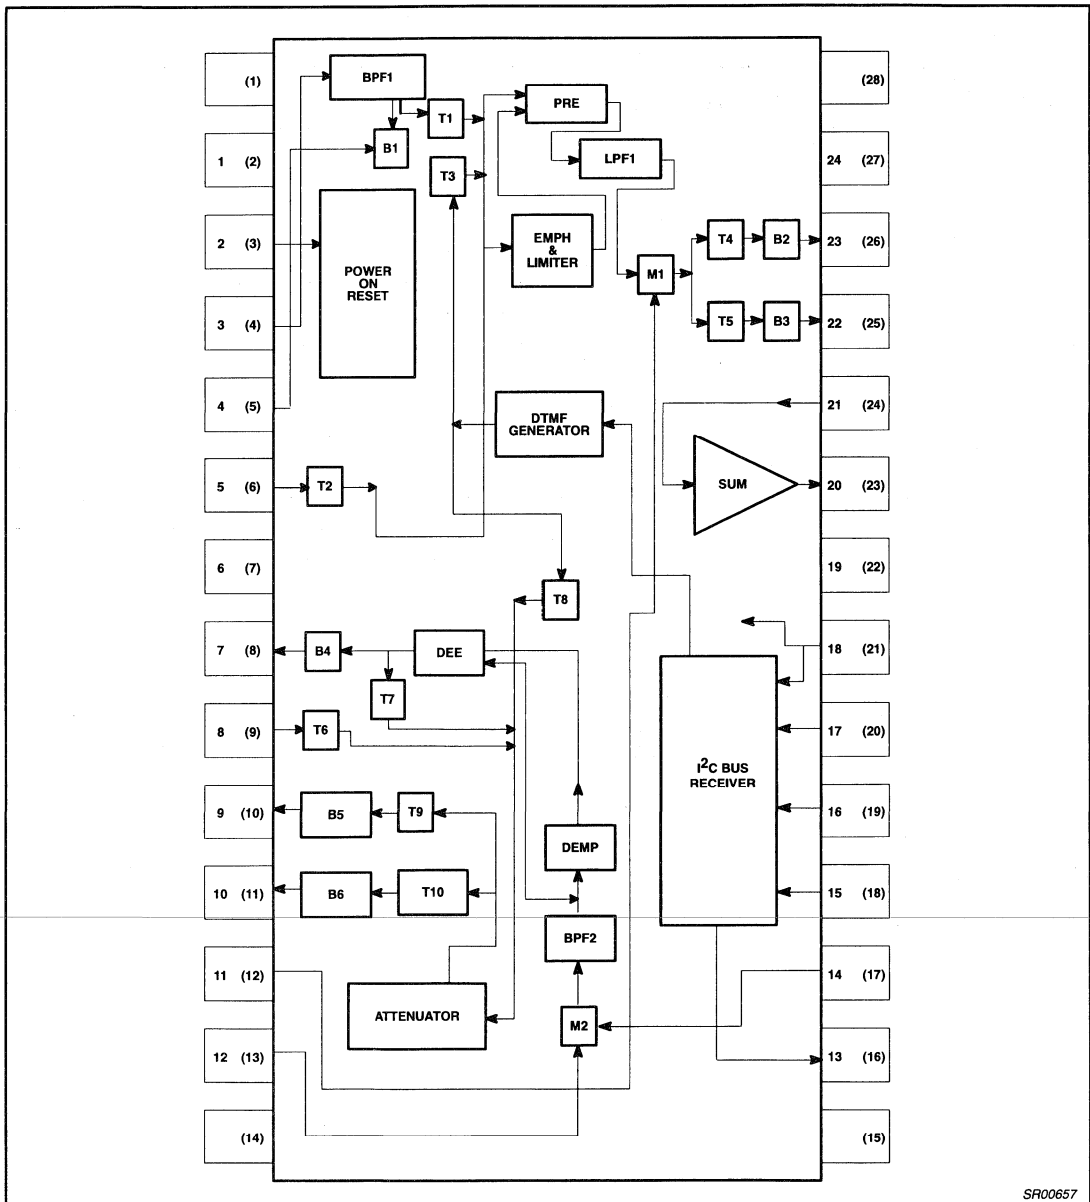 (1)
1 (2)
2 (3)
3 (4)
4 (5)
5 (6)
6 (7)
7 (8)
8 (9)
9 (10)
10 (11)
11 (12)
12 (13)
(14)
BPF1
T1
B1
T3
PRE
LPF1
POWER
ON
RESET
EMPH
&
LIMITER
M1
T4
B2
T5
B3
DTMF
GENERATOR
SUM
T2
T8
B4
DEE
T7
T6
I2C BUS
RECEIVER
B5
T9
DEMP
B6
T10
BPF2
ATTENUATOR
M2
(28)
24 (27)
23 (26)
22 (25)
21 (24)
20 (23)
19 (22)
18 (21)
17 (20)
16 (19)
15 (18)
14 (17)
13 (16)
(15)
SR00657